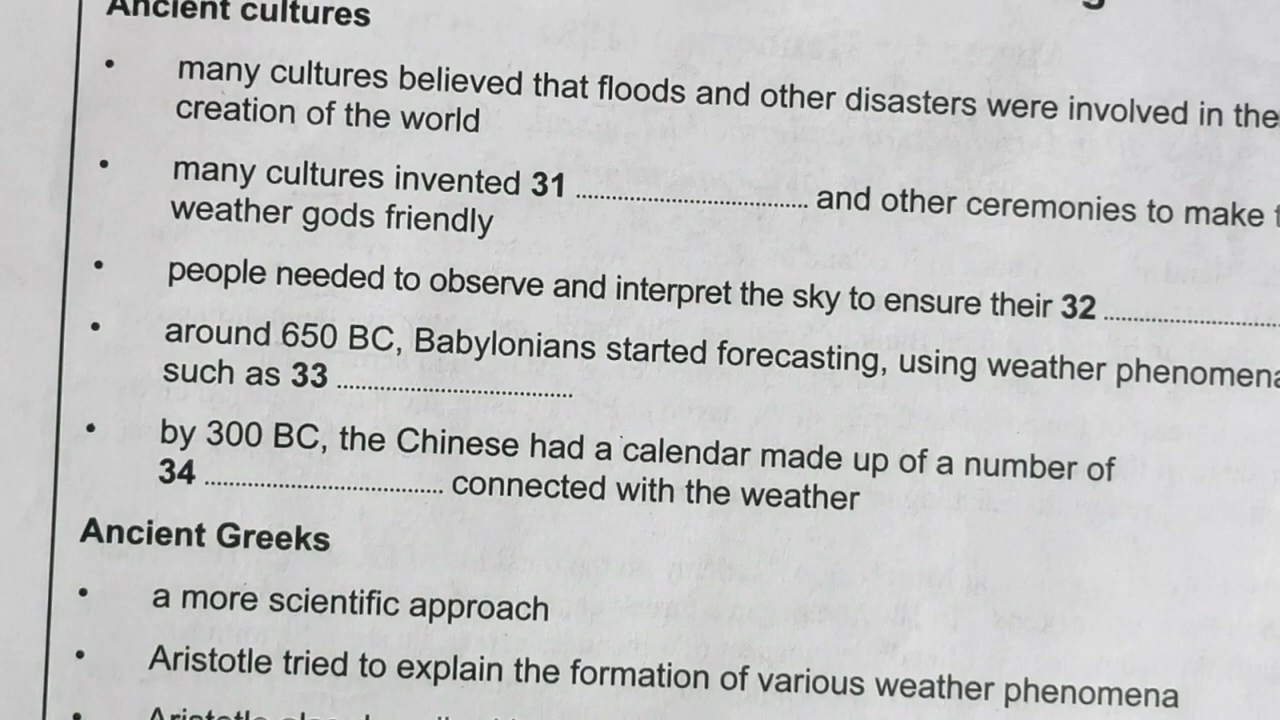 Ancient cultures
• many cultures believed that floods and other disasters were involved in the
creation of the world
• many cultures invented 31 .................... and other ceremonies to make
weather gods friendly
• people needed to observe and interpret the sky to ensure their 32 ....................
• around 650 BC, Babylonians started forecasting, using weather phenomena
such as 33 ....................
• by 300 BC, the Chinese had a calendar made up of a number of
34 .................... connected with the weather
Ancient Greeks
• a more scientific approach
• Aristotle tried to explain the formation of various weather phenomena
• Aristotle also